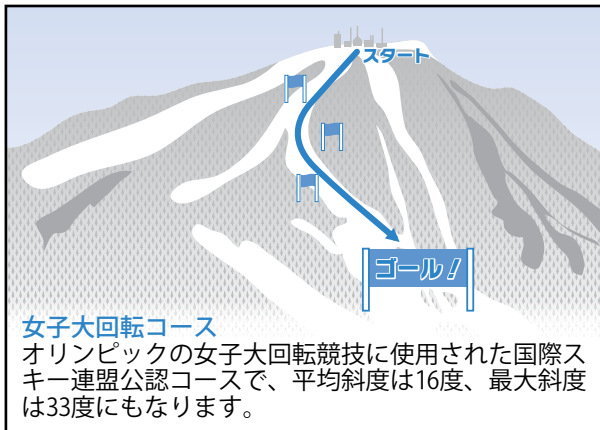 スタート
ゴール！
女子大回転コース
オリンピックの女子大回転競技に使用された国際ス
キー連盟公認コースで、平均斜度は16度、最大斜度
は33度にもなります。